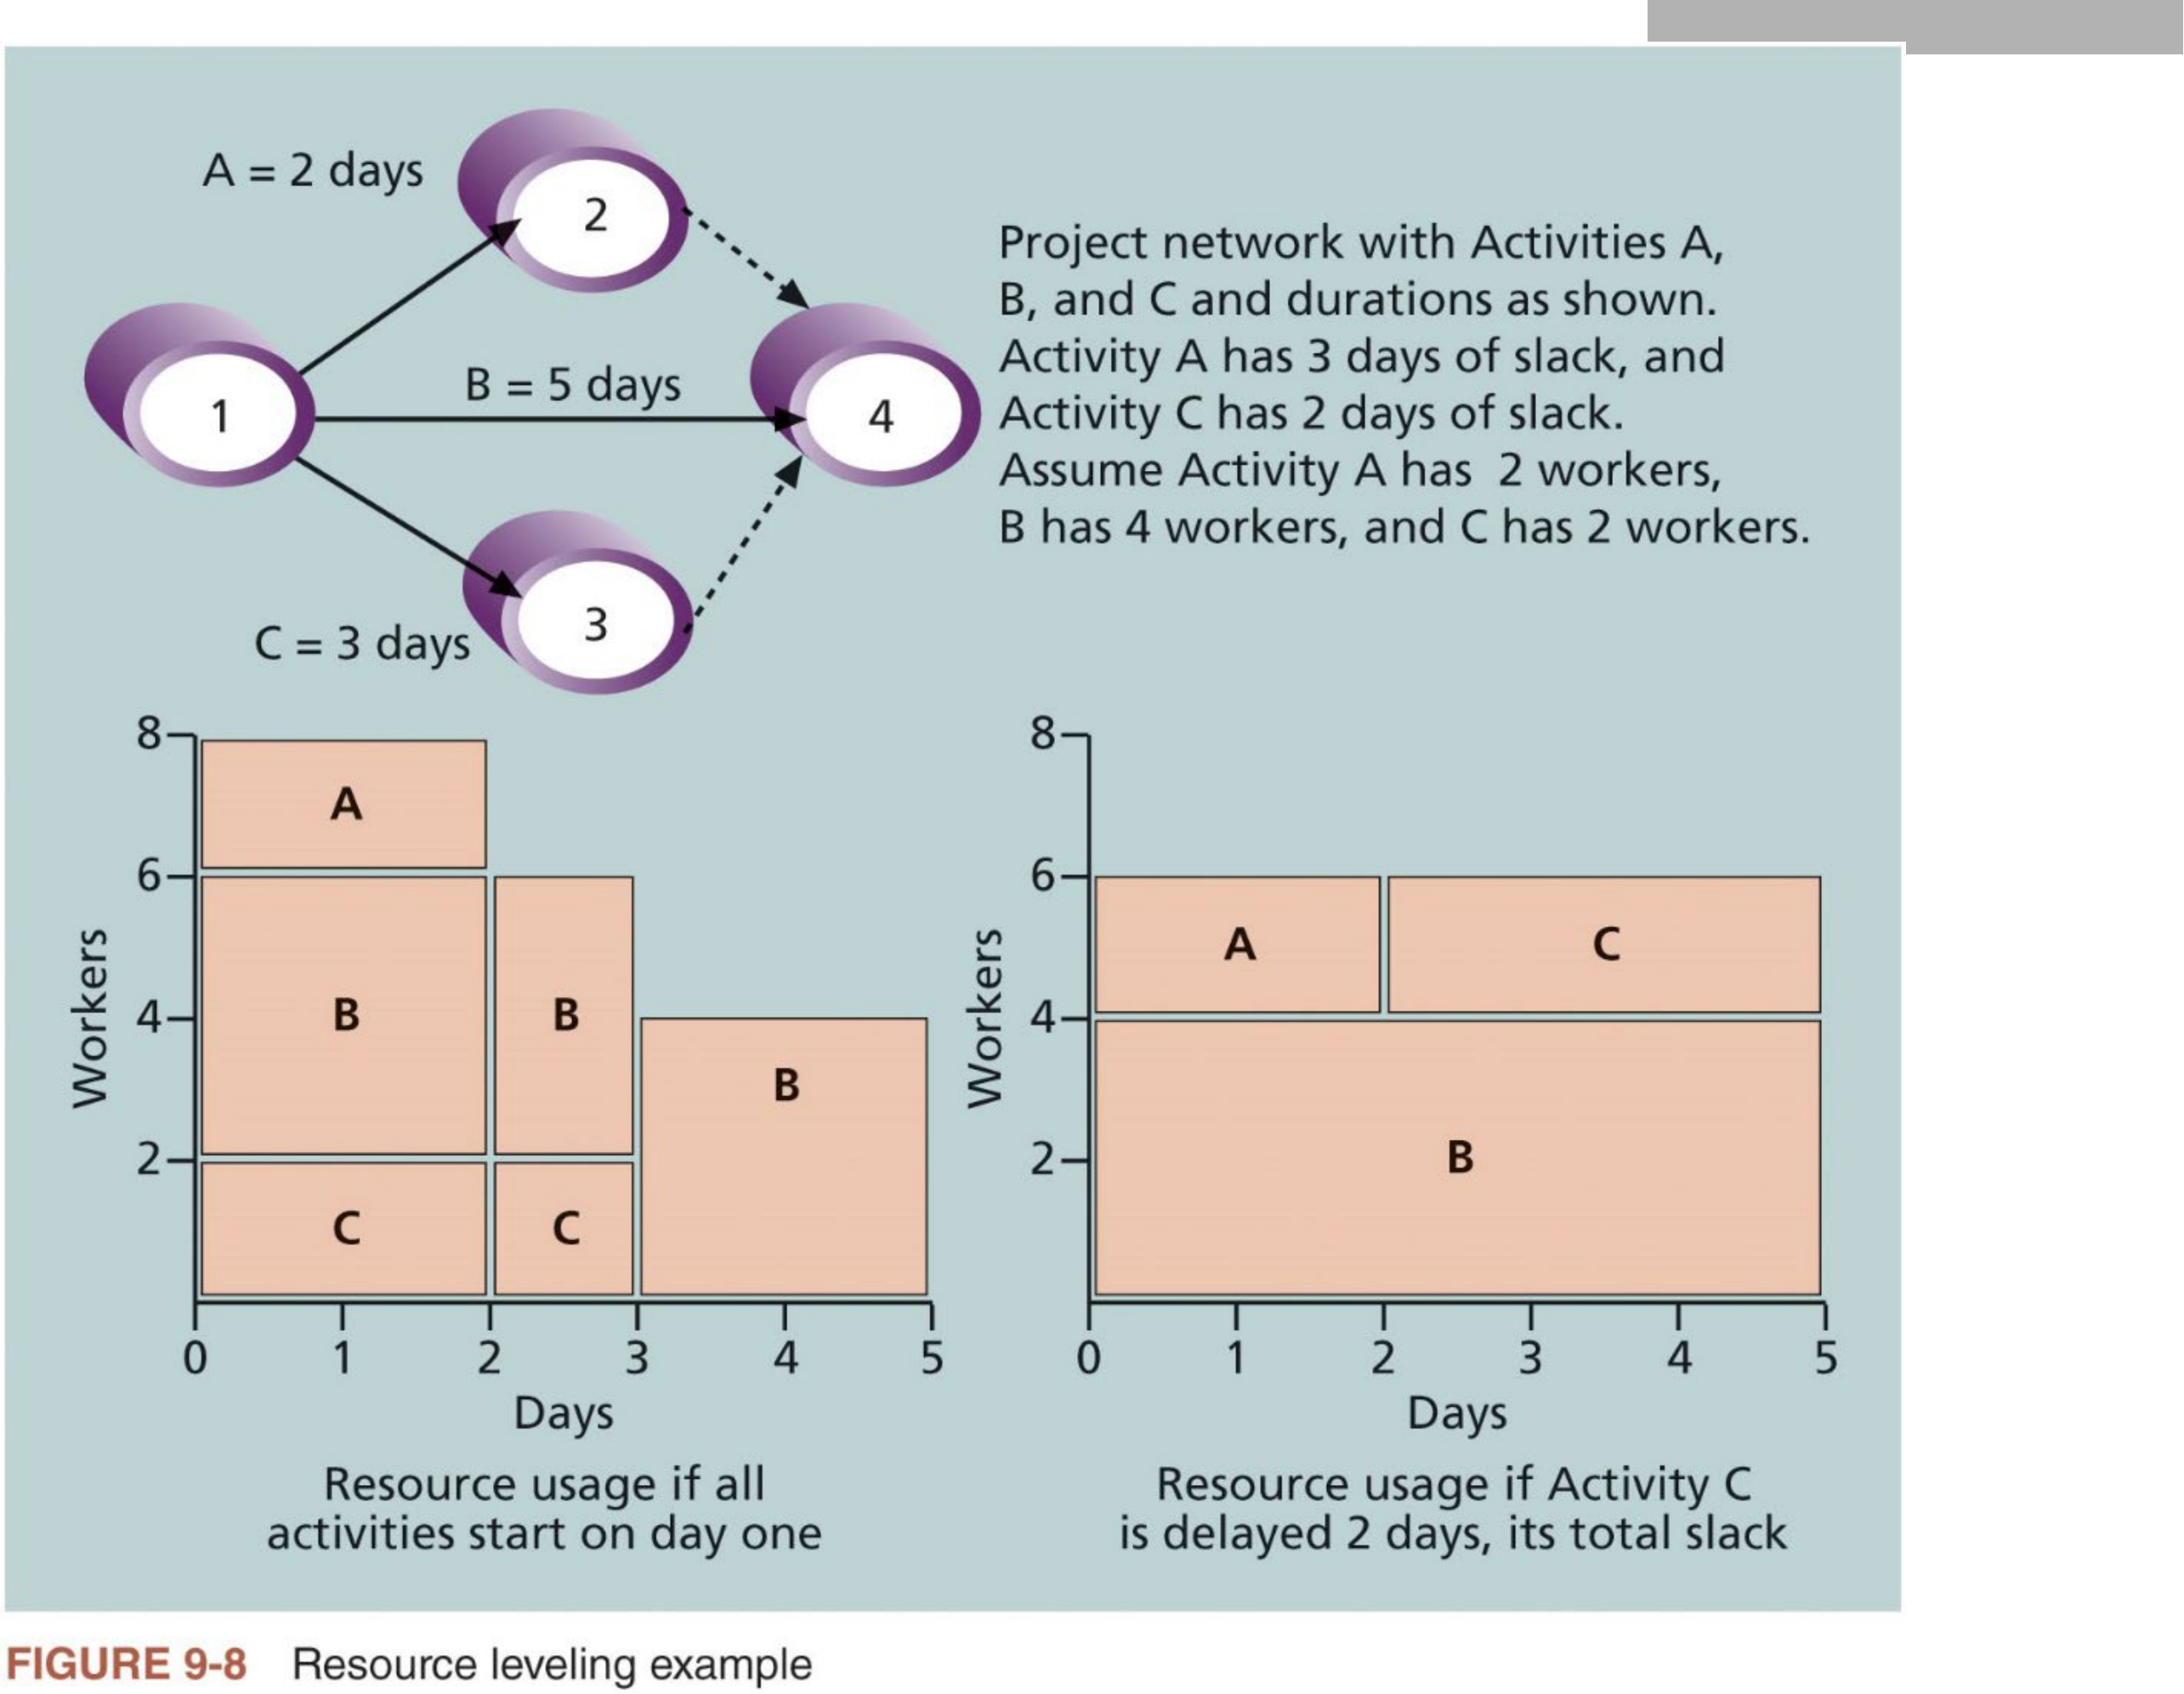 A = 2 days
2
B = 5 days
1
4
C = 3 days
3
Project network with Activities A,
B, and C and durations as shown.
Activity A has 3 days of slack, and
Activity C has 2 days of slack.
Assume Activity A has 2 workers,
B has 4 workers, and C has 2 workers.
8
6
4
2
Workers
A
B
B
B
C
C
0 1 2 3 4 5
Days
Resource usage if all
activities start on day one
8
6
4
2
Workers
A
C
B
0 1 2 3 4 5
Days
Resource usage if Activity C
is delayed 2 days, its total slack
FIGURE 9-8 Resource leveling example